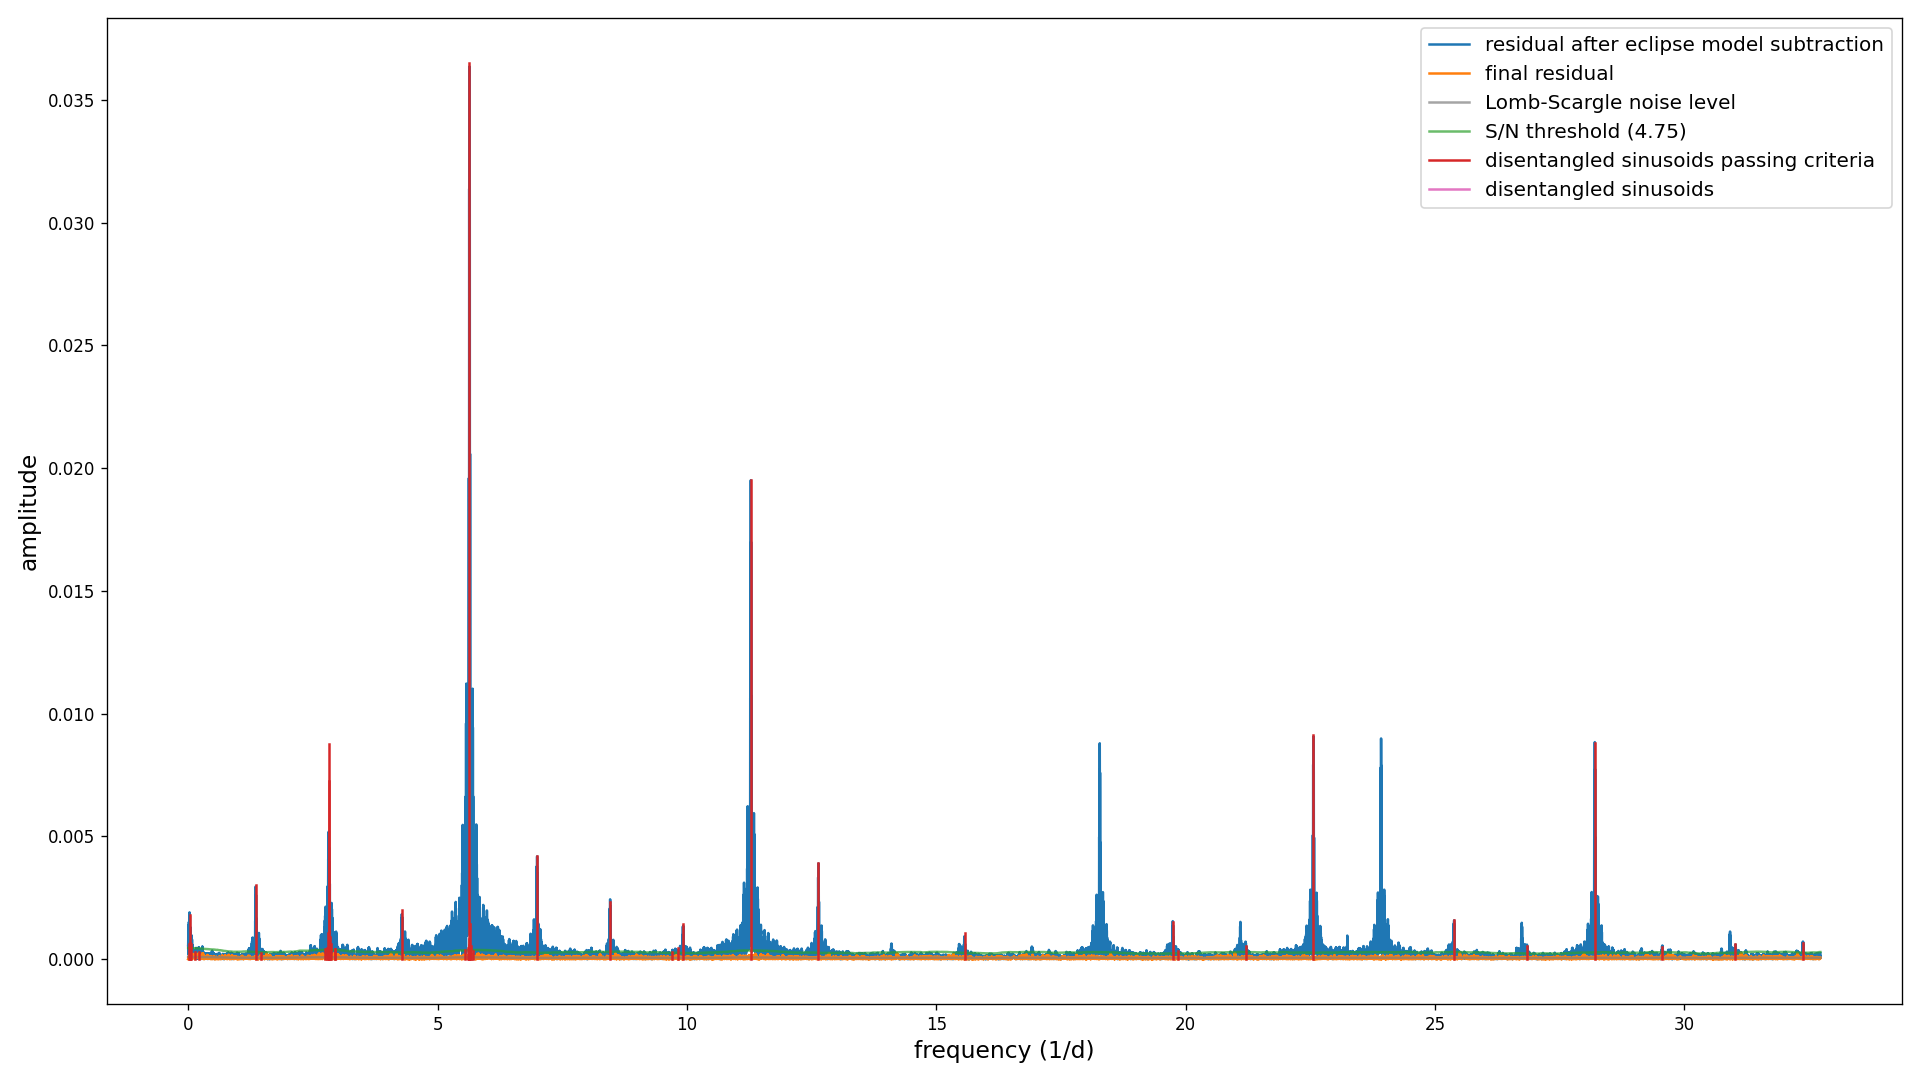 residual after eclipse model subtraction
final residual
Lomb-Scargle noise level
S/N threshold (4.75)
disentangled sinusoids passing criteria
disentangled sinusoids
0.035
0.030
0.025
0.020
0.015
0.010
0.005
0.000
amplitude
0 5 10 15 20 25 30
frequency (1/d)